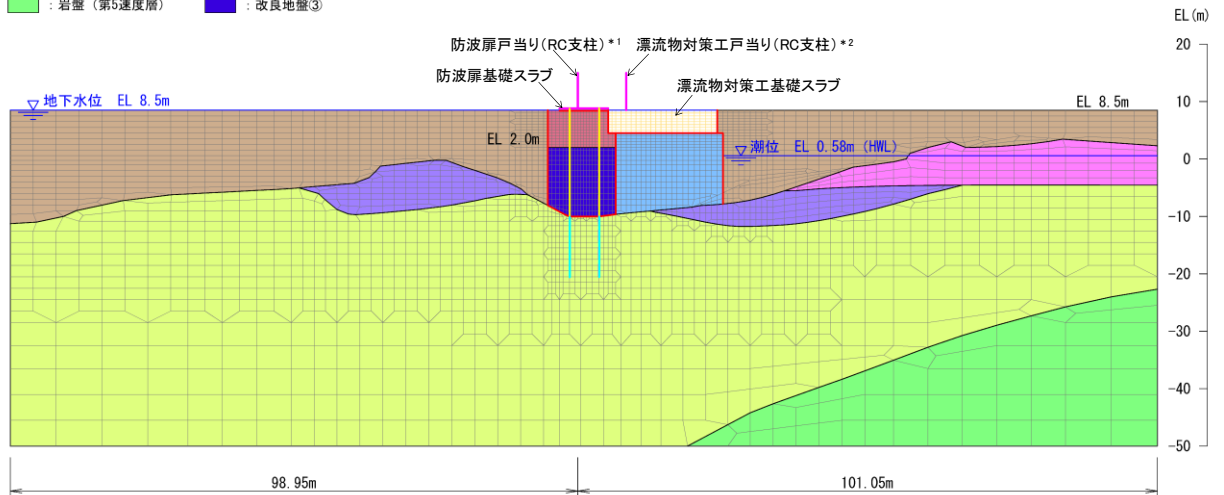 ：岩盤（第5速度層）
：改良地盤③
EL(m)
防波扉戸当り(RC支柱)*1
漂流物対策工戸当り(RC支柱)*2
20
防波扉基礎スラブ
漂流物対策工基礎スラブ
地下水位 EL 8.5m
EL 8.5m
10
EL 2.0m
潮位 EL 0.58m (HWL)
0
-10
-20
-30
-40
-50
98.95m
101.05m